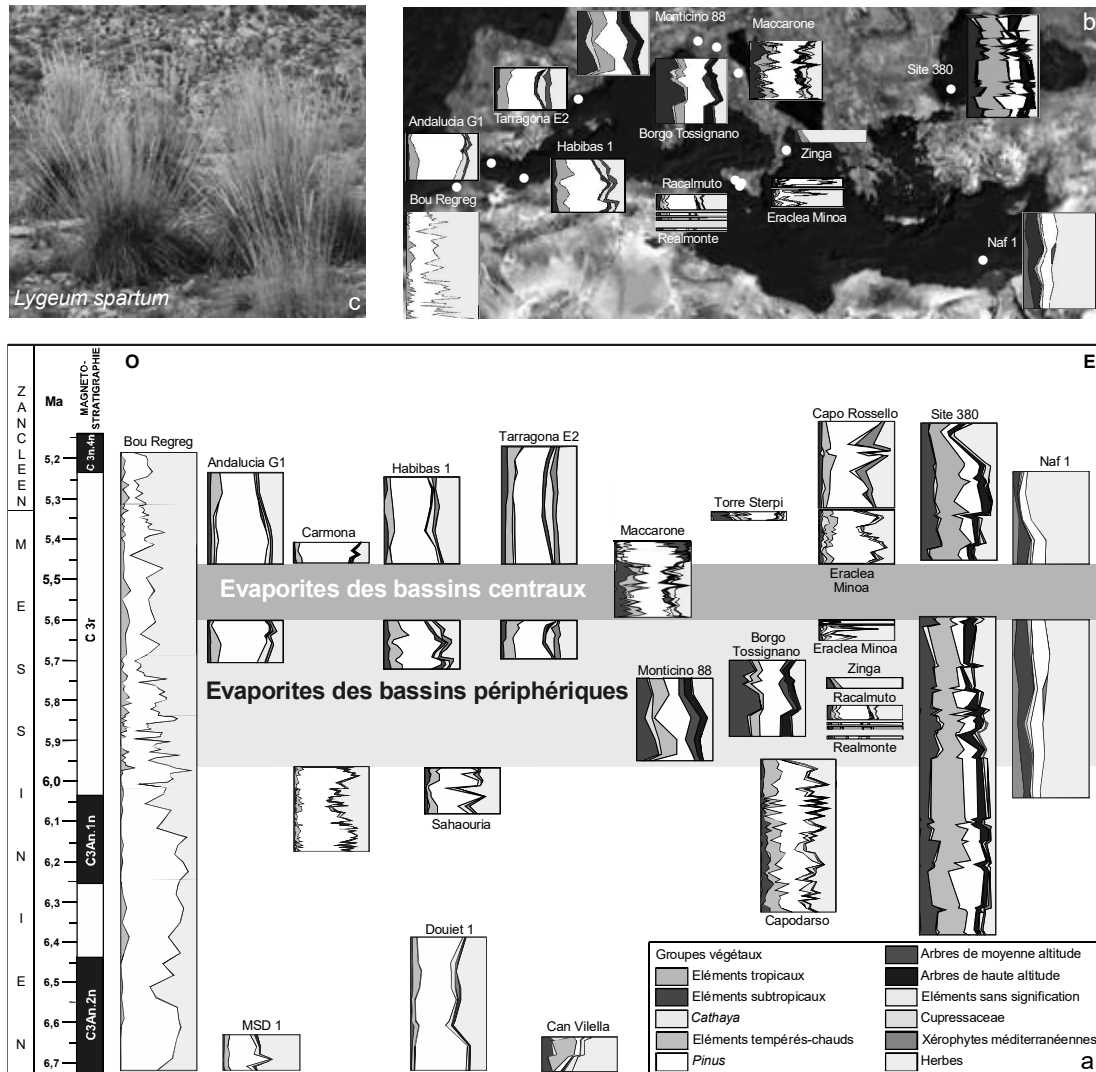 Lygeum spartum
c
b
Monticino 88
Maccarone
Site 380
Tarragona E2
Andalucia G1
Borgo Tossignano
Habibas 1
Zinga
Bou Regreg
Racalmuto
Eraclea Minoa
Realmonte
Naf 1
ZANCLEEN
MESSINIEN
Ma
MAGNETO-
STRATIGRAPHIE
O
E
C 3n.4n
C 3r
C3An.1n
C3An.2n
5,2
5,3
5,4
5,5
5,6
5,7
5,8
5,9
6,0
6,1
6,2
6,3
6,4
6,5
6,6
6,7
Bou Regreg
Andalucia G1
Carmona
Habibas 1
Tarragona E2
Maccarone
Torre Sterpi
Capo Rossello
Site 380
Naf 1
Eraclea
Minoa
Evaporites des bassins centraux
Eraclea Minoa
Borgo
Tossignano
Evaporites des bassins périphériques
Monticino 88
Zinga
Racalmuto
Realmonte
Sahaouria
Capodarso
Douiet 1
MSD 1
Can Vilella
Groupes végétaux
Eléments tropicaux
Eléments subtropicaux
Cathaya
Eléments tempérés-chauds
Pinus
Arbres de moyenne altitude
Arbres de haute altitude
Eléments sans signification
Cupressaceae
Xérophytes méditerranéennes
Herbes
a